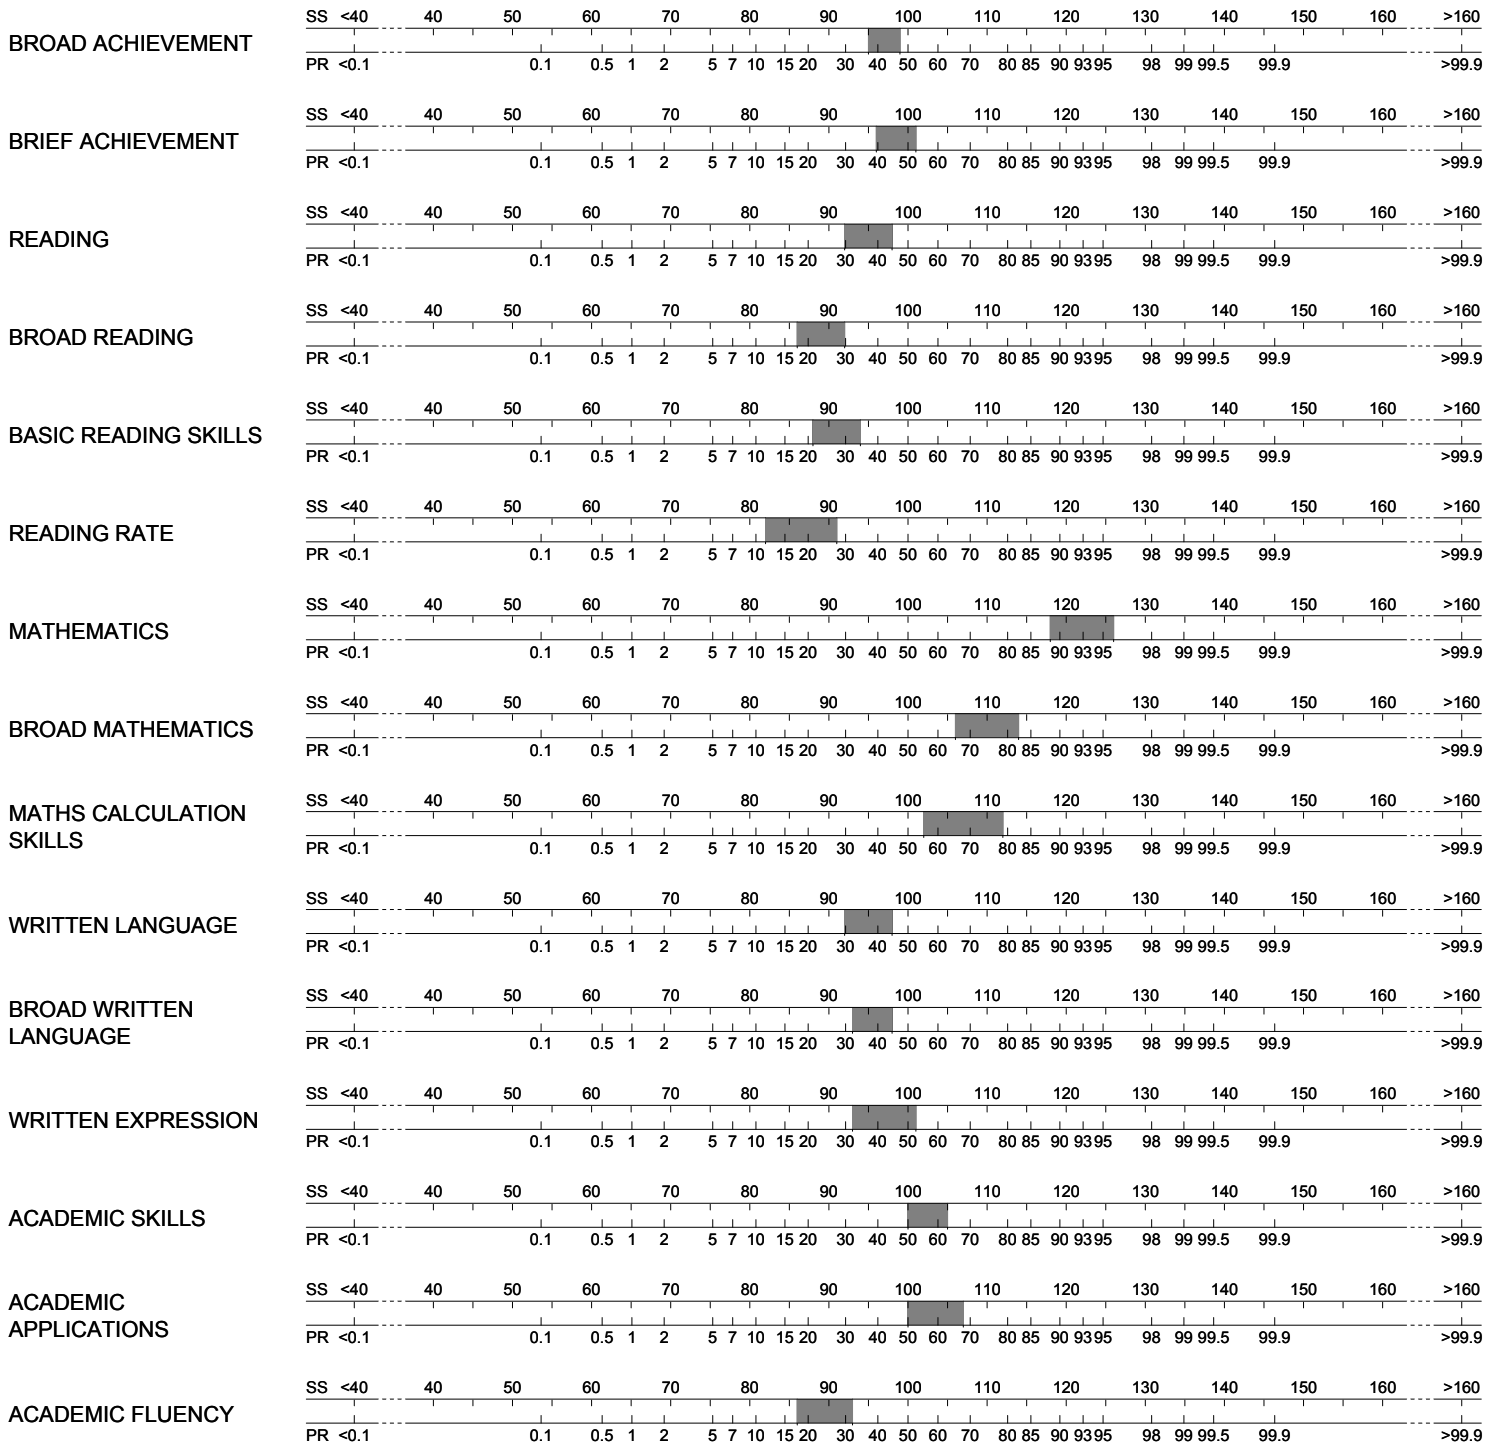 SS <40 40 50 60 70 80 90 100 110 120 130 140 150 160 >160
BROAD ACHIEVEMENT
PR <0.1 0.1 0.5 1 2 5 7 10 15 20 30 40 50 60 70 80 85 90 93 95 98 99 99.5 99.9 >99.9
SS <40 40 50 60 70 80 90 100 110 120 130 140 150 160 >160
BRIEF ACHIEVEMENT
PR <0.1 0.1 0.5 1 2 5 7 10 15 20 30 40 50 60 70 80 85 90 93 95 98 99 99.5 99.9 >99.9
SS <40 40 50 60 70 80 90 100 110 120 130 140 150 160 >160
READING
PR <0.1 0.1 0.5 1 2 5 7 10 15 20 30 40 50 60 70 80 85 90 93 95 98 99 99.5 99.9 >99.9
SS <40 40 50 60 70 80 90 100 110 120 130 140 150 160 >160
BROAD READING
PR <0.1 0.1 0.5 1 2 5 7 10 15 20 30 40 50 60 70 80 85 90 93 95 98 99 99.5 99.9 >99.9
SS <40 40 50 60 70 80 90 100 110 120 130 140 150 160 >160
BASIC READING SKILLS
PR <0.1 0.1 0.5 1 2 5 7 10 15 20 30 40 50 60 70 80 85 90 93 95 98 99 99.5 99.9 >99.9
SS <40 40 50 60 70 80 90 100 110 120 130 140 150 160 >160
READING RATE
PR <0.1 0.1 0.5 1 2 5 7 10 15 20 30 40 50 60 70 80 85 90 93 95 98 99 99.5 99.9 >99.9
SS <40 40 50 60 70 80 90 100 110 120 130 140 150 160 >160
MATHEMATICS
PR <0.1 0.1 0.5 1 2 5 7 10 15 20 30 40 50 60 70 80 85 90 93 95 98 99 99.5 99.9 >99.9
SS <40 40 50 60 70 80 90 100 110 120 130 140 150 160 >160
BROAD MATHEMATICS
PR <0.1 0.1 0.5 1 2 5 7 10 15 20 30 40 50 60 70 80 85 90 93 95 98 99 99.5 99.9 >99.9
SS <40 40 50 60 70 80 90 100 110 120 130 140 150 160 >160
MATHS CALCULATION
SKILLS
PR <0.1 0.1 0.5 1 2 5 7 10 15 20 30 40 50 60 70 80 85 90 93 95 98 99 99.5 99.9 >99.9
SS <40 40 50 60 70 80 90 100 110 120 130 140 150 160 >160
WRITTEN LANGUAGE
PR <0.1 0.1 0.5 1 2 5 7 10 15 20 30 40 50 60 70 80 85 90 93 95 98 99 99.5 99.9 >99.9
SS <40 40 50 60 70 80 90 100 110 120 130 140 150 160 >160
BROAD WRITTEN
LANGUAGE
PR <0.1 0.1 0.5 1 2 5 7 10 15 20 30 40 50 60 70 80 85 90 93 95 98 99 99.5 99.9 >99.9
SS <40 40 50 60 70 80 90 100 110 120 130 140 150 160 >160
WRITTEN EXPRESSION
PR <0.1 0.1 0.5 1 2 5 7 10 15 20 30 40 50 60 70 80 85 90 93 95 98 99 99.5 99.9 >99.9
SS <40 40 50 60 70 80 90 100 110 120 130 140 150 160 >160
ACADEMIC SKILLS
PR <0.1 0.1 0.5 1 2 5 7 10 15 20 30 40 50 60 70 80 85 90 93 95 98 99 99.5 99.9 >99.9
SS <40 40 50 60 70 80 90 100 110 120 130 140 150 160 >160
ACADEMIC
APPLICATIONS
PR <0.1 0.1 0.5 1 2 5 7 10 15 20 30 40 50 60 70 80 85 90 93 95 98 99 99.5 99.9 >99.9
SS <40 40 50 60 70 80 90 100 110 120 130 140 150 160 >160
ACADEMIC FLUENCY
PR <0.1 0.1 0.5 1 2 5 7 10 15 20 30 40 50 60 70 80 85 90 93 95 98 99 99.5 99.9 >99.9